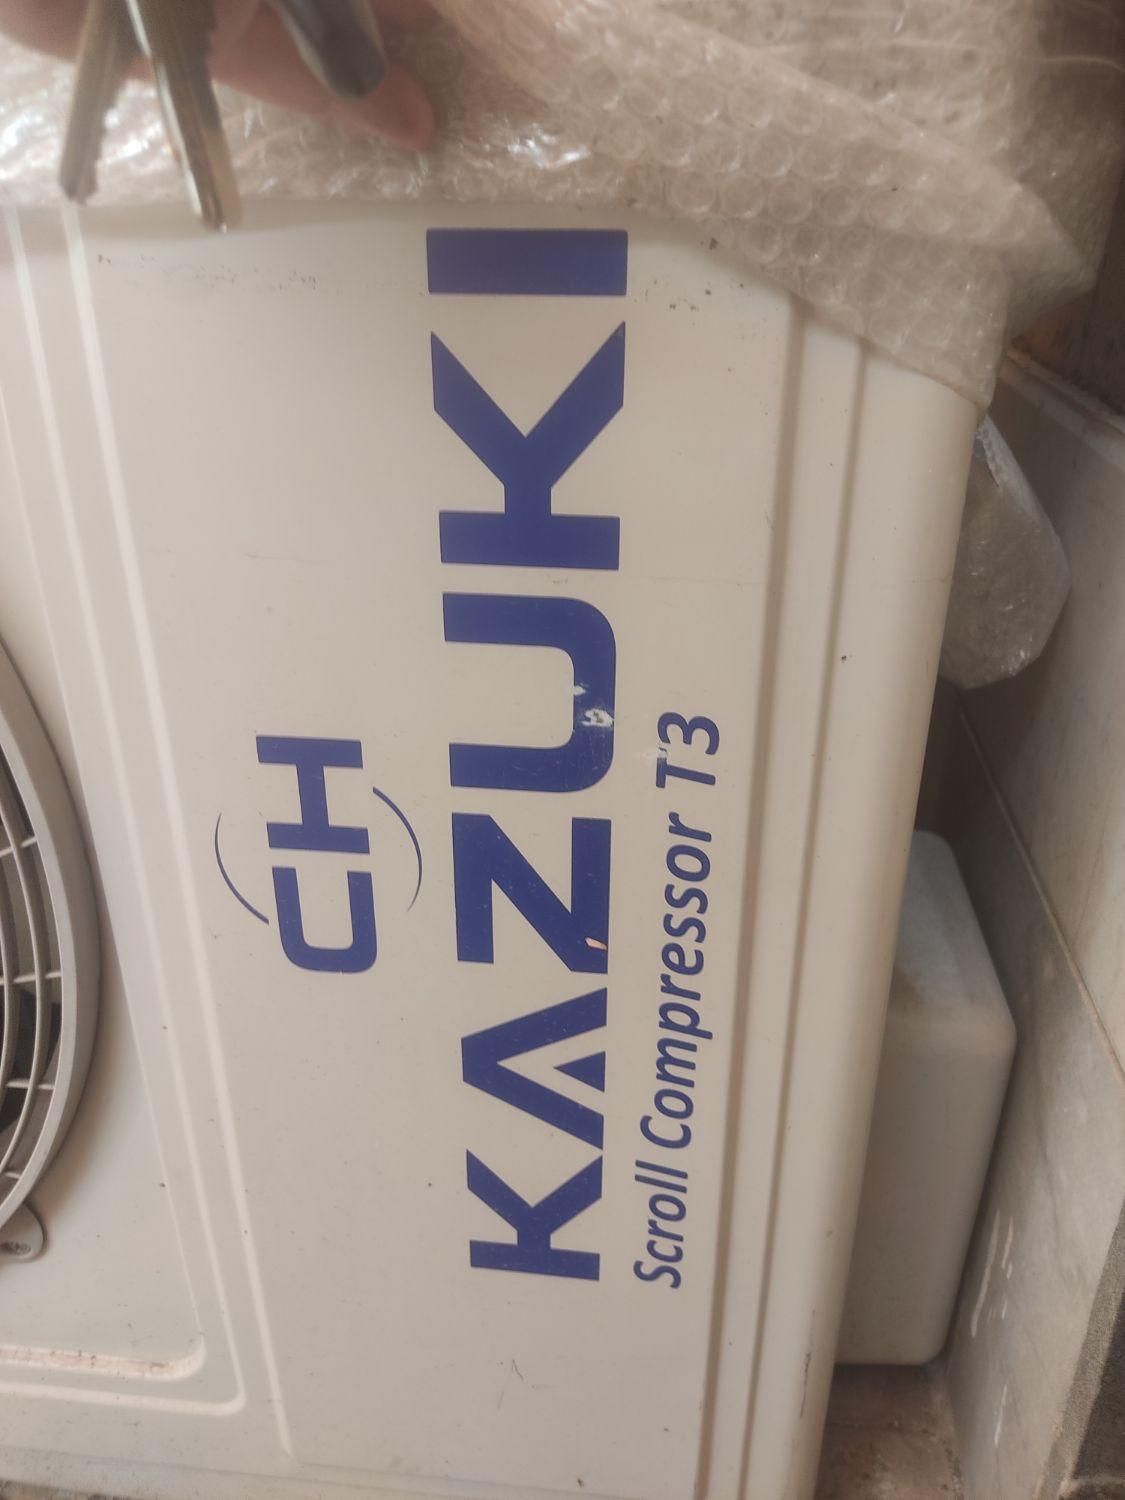 CH
KAZUKI
Scroll Compressor T3